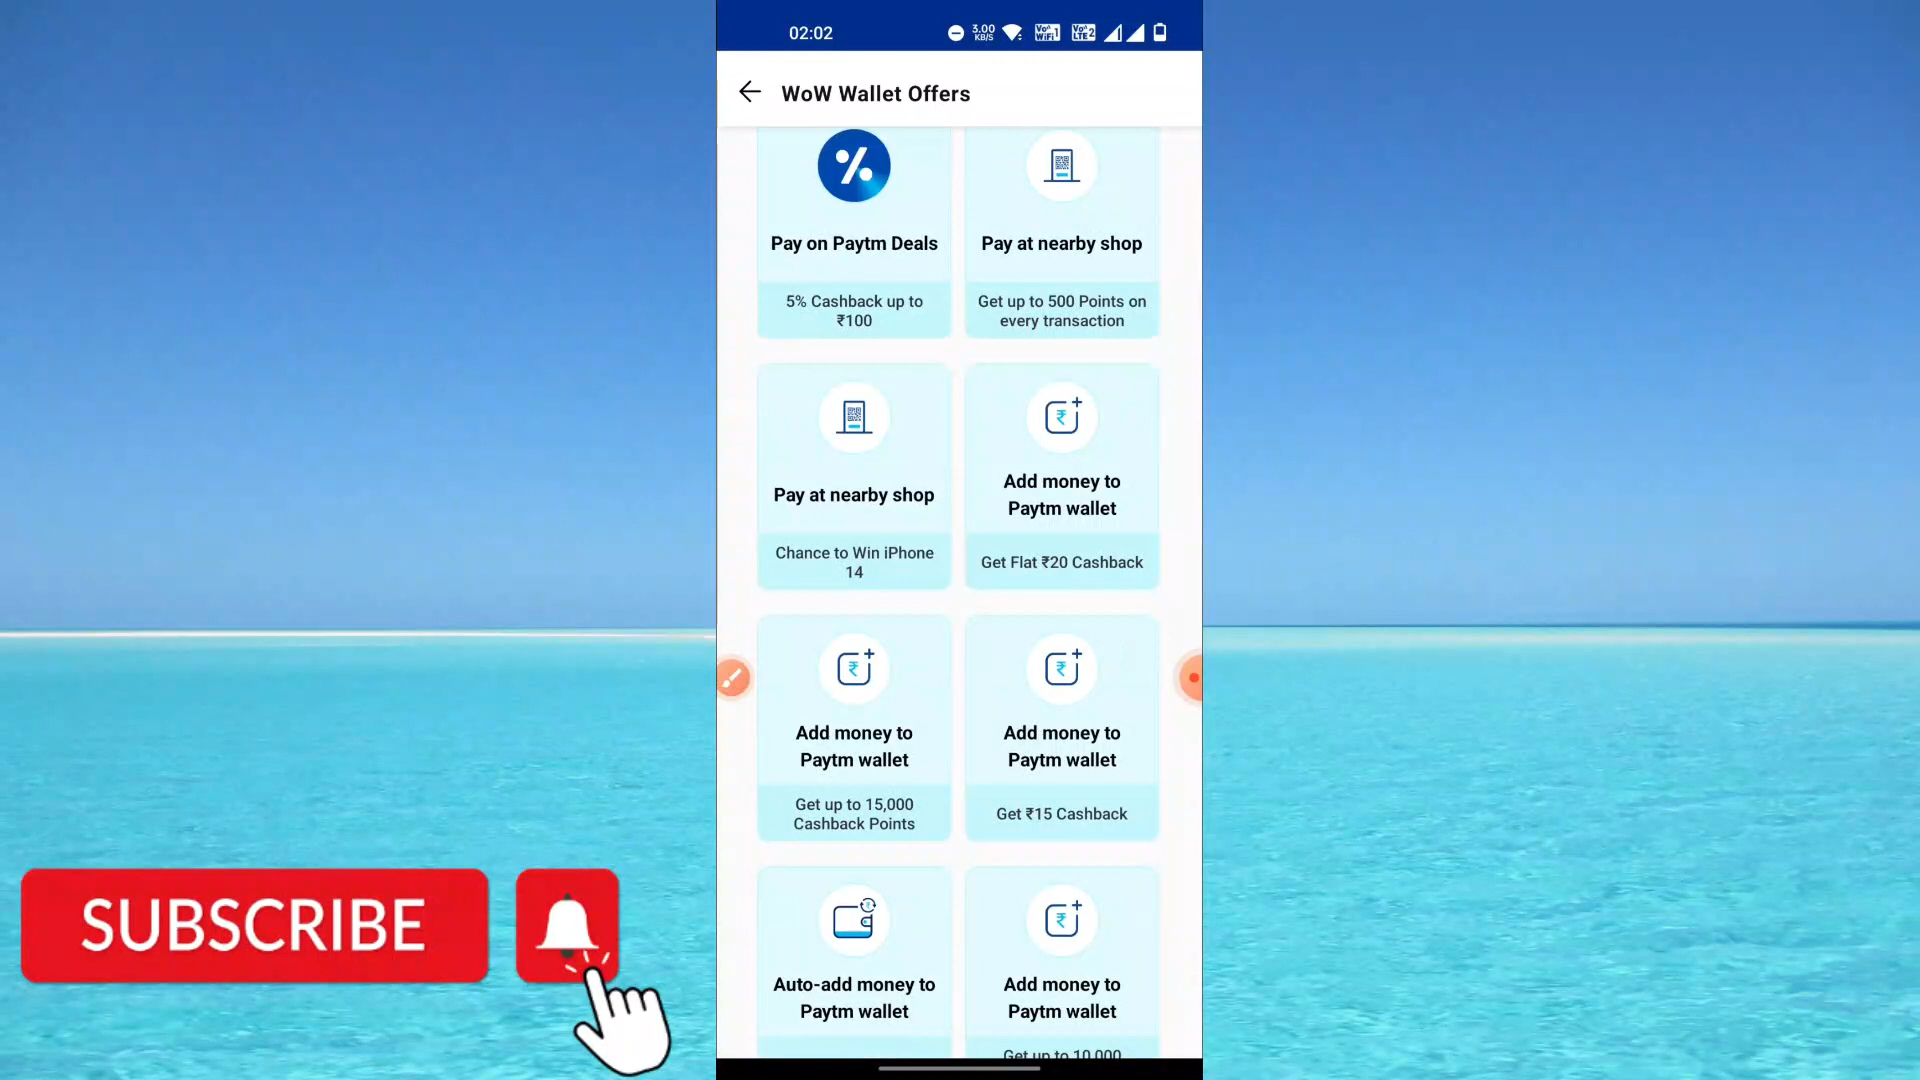 02:02
3.00
KB/S
WoW Wallet Offers
Pay on Paytm Deals
5% Cashback up to
₹100
Pay at nearby shop
Get up to 500 Points on
every transaction
Pay at nearby shop
Chance to Win iPhone
14
Add money to
Paytm wallet
Get Flat ₹20 Cashback
Add money to
Paytm wallet
Get up to 15,000
Cashback Points
Add money to
Paytm wallet
Get ₹15 Cashback
Auto-add money to
Paytm wallet
Add money to
Paytm wallet
Get up to 10,000
SUBSCRIBE